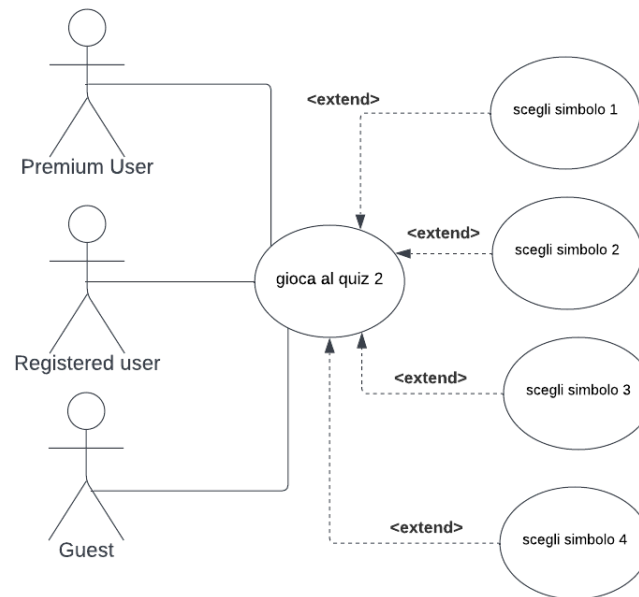 <extend>
scegli simbolo 1
Premium User
<extend>
scegli simbolo 2
gioca al quiz 2
Registered user
<extend>
scegli simbolo 3
<extend>
scegli simbolo 4
Guest